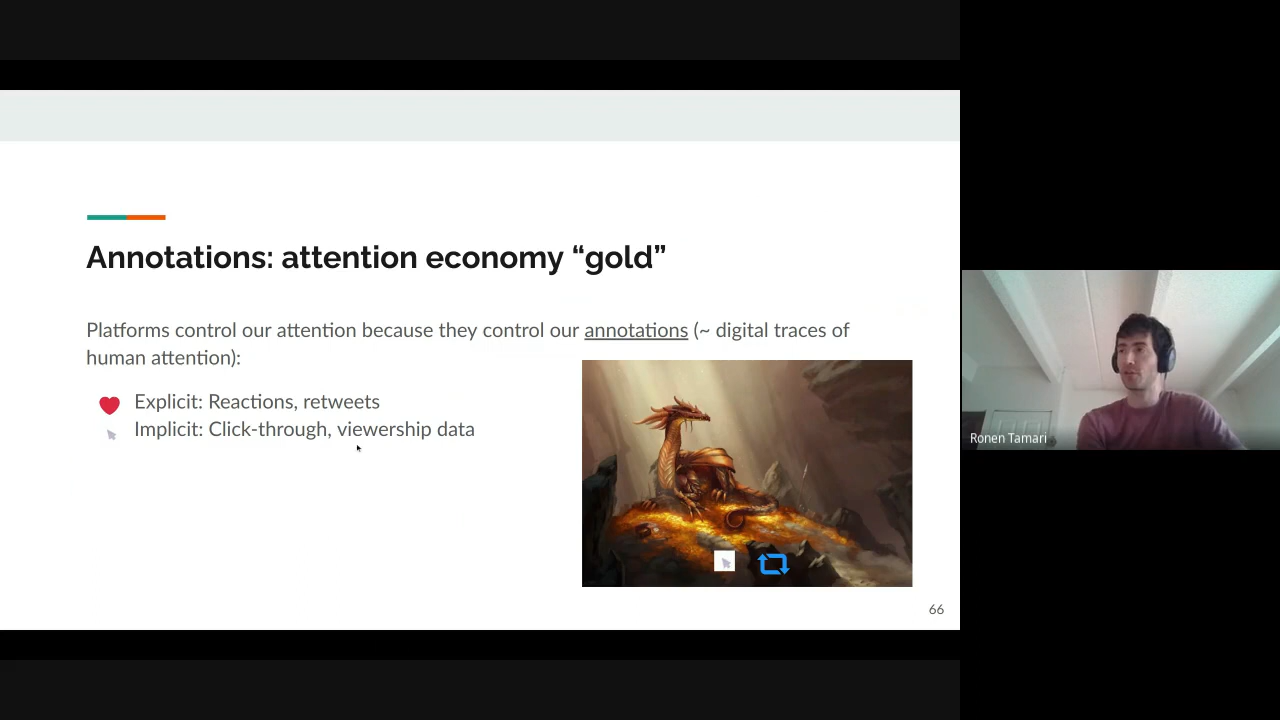 Annotations: attention economy “gold”
Platforms control our attention because they control our annotations (~ digital traces of
human attention):
Explicit: Reactions, retweets
Implicit: Click-through, viewership data
66
Ronen Tamari